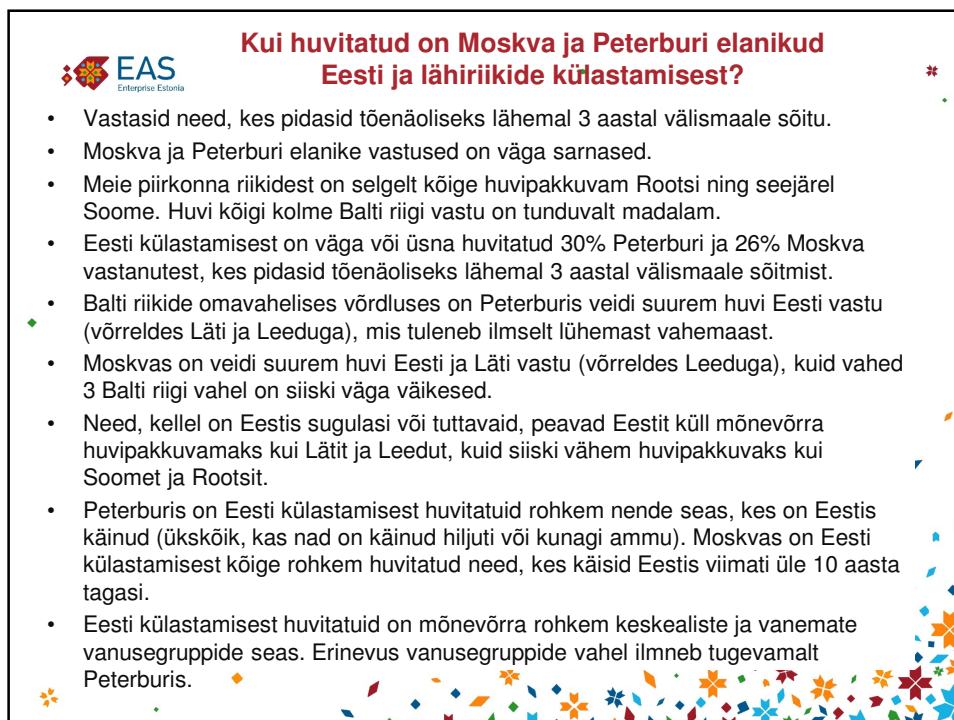 Kui huvitatud on Moskva ja Peterburi elanikud
Eesti ja lähiriikide külastamisest?
EAS
Enterprise Estonia
• Vastasid need, kes pidasid tõenäoliseks lähemal 3 aastal välismaale sõitu.
• Moskva ja Peterburi elanike vastused on väga sarnased.
• Meie piirkonna riikidest on selgelt kõige huvipakkuvam Rootsi ning seejärel
Soome. Huvi kõigi kolme Balti riigi vastu on tunduvalt madalam.
• Eesti külastamisest on väga või üsna huvitatud 30% Peterburi ja 26% Moskva
vastanutest, kes pidasid tõenäoliseks lähemal 3 aastal välismaale sõitmist.
• Balti riikide omavahelises võrdluses on Peterburis veidi suurem huvi Eesti vastu
(võrreldes Läti ja Leeduga), mis tuleneb ilmselt lühemast vahemaast.
• Moskvas on veidi suurem huvi Eesti ja Läti vastu (võrreldes Leeduga), kuid vahed
3 Balti riigi vahel on siiski väga väikesed.
• Need, kellel on Eestis sugulasi või tuttavaid, peavad Eestit küll mõnevõrra
huvipakkuvamaks kui Lätit ja Leedut, kuid siiski vähem huvipakkuvaks kui
Soomet ja Rootsit.
• Peterburis on Eesti külastamisest huvitatuid rohkem nende seas, kes on Eestis
käinud (ükskõik, kas nad on käinud hiljuti või kunagi ammu). Moskvas on Eesti
külastamisest kõige rohkem huvitatud need, kes käisid Eestis viimati üle 10 aasta
tagasi.
• Eesti külastamisest huvitatuid on mõnevõrra rohkem keskealiste ja vanemate
vanusegruppide seas. Erinevus vanusegruppide vahel ilmneb tugevamalt
Peterburis.